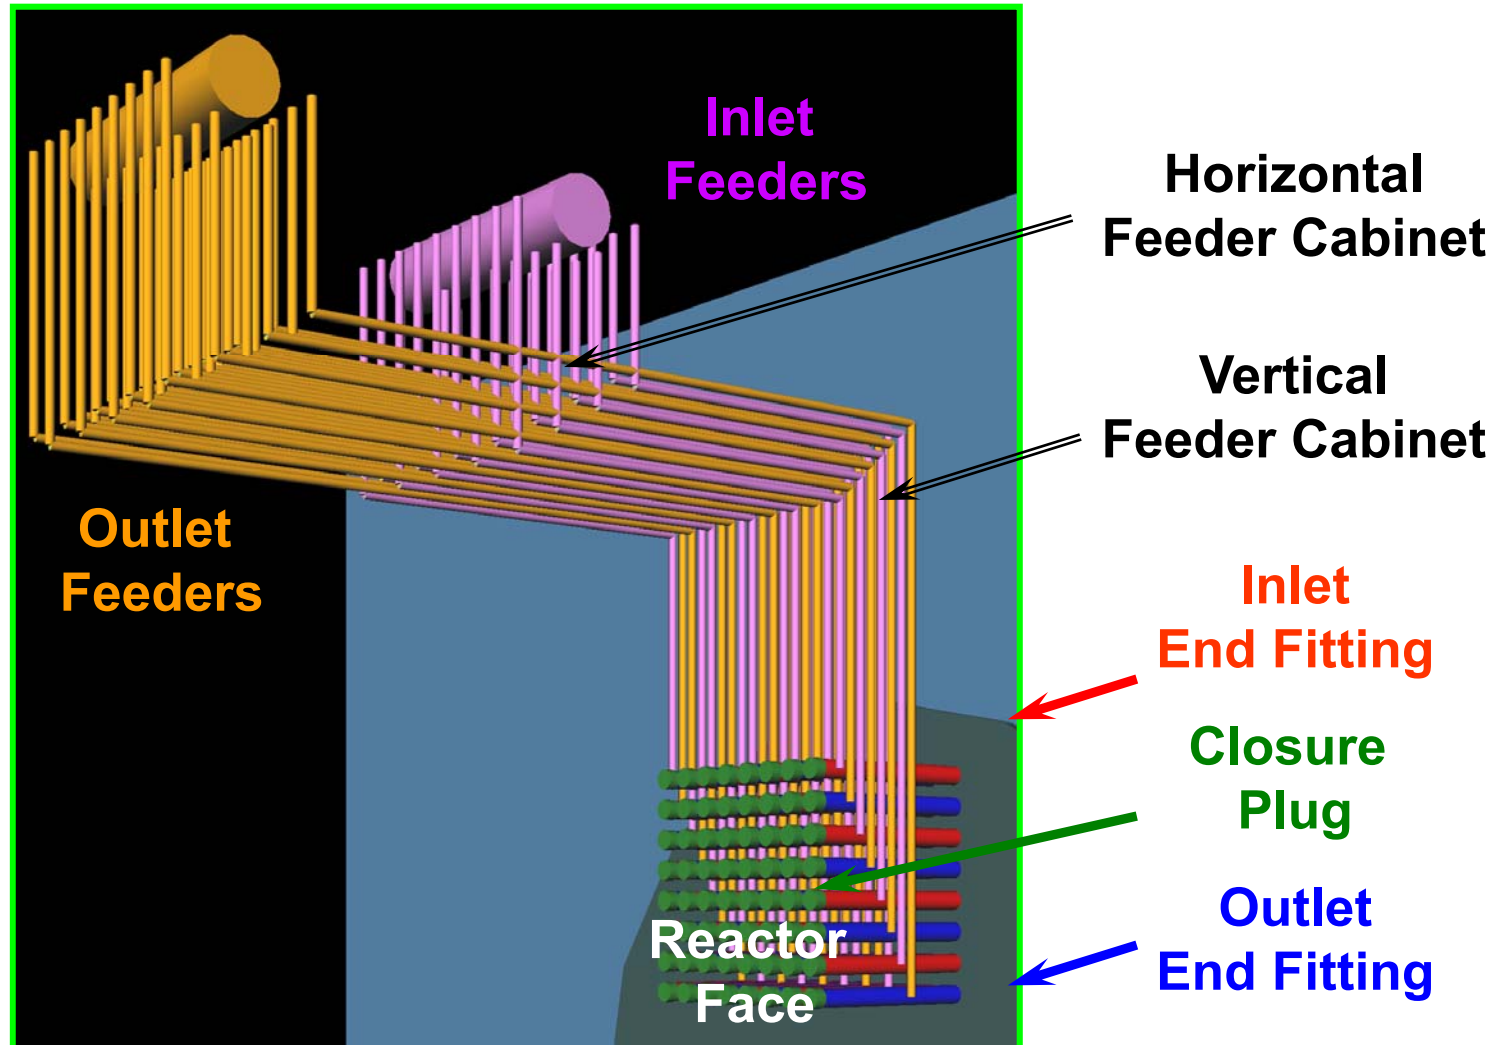 Inlet
Feeders
Horizontal
Feeder Cabinet
Vertical
Feeder Cabinet
Outlet
Feeders
Inlet
End Fitting
Closure
Plug
Outlet
End Fitting
Reactor
Face